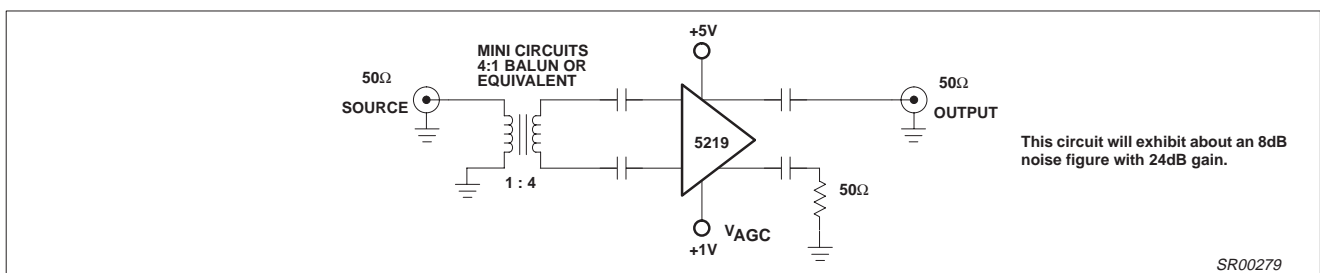 +5V
MINI CIRCUITS
4:1 BALUN OR
EQUIVALENT
50Ω
SOURCE
50Ω
OUTPUT
5219
This circuit will exhibit about an 8dB
noise figure with 24dB gain.
1 : 4
50Ω
VAGC
+1V
SR00279